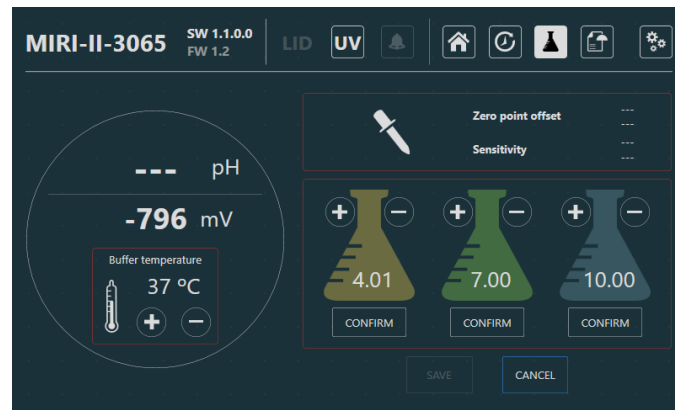 MIRI-II-3065
SW 1.1.0.0
FW 1.2
LID
UV
Zero point offset
---
---
Sensitivity
---
---
--- pH
-796 mV
Buffer temperature
37 ºC
4.01
7.00
10.00
CONFIRM
CONFIRM
CONFIRM
SAVE
CANCEL